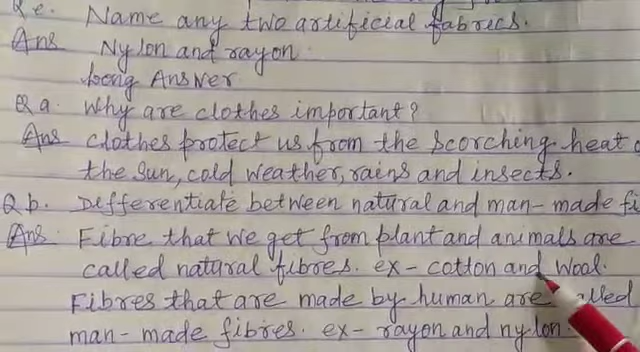 Q e. Name any two artificial fabrics.
Ans Nylon and rayon.
Long Answer
Q a. Why are clothes important?
Ans Clothes protect us from the scorching heat
the sun, cold weather, rains and insects.
Q b. Differentiate between natural and man-made fi
Ans. Fibre that we get from plant and animals are
called natural fibres. ex- cotton and wool.
Fibres that are made by human are called
man-made fibres. ex- rayon and nylon.